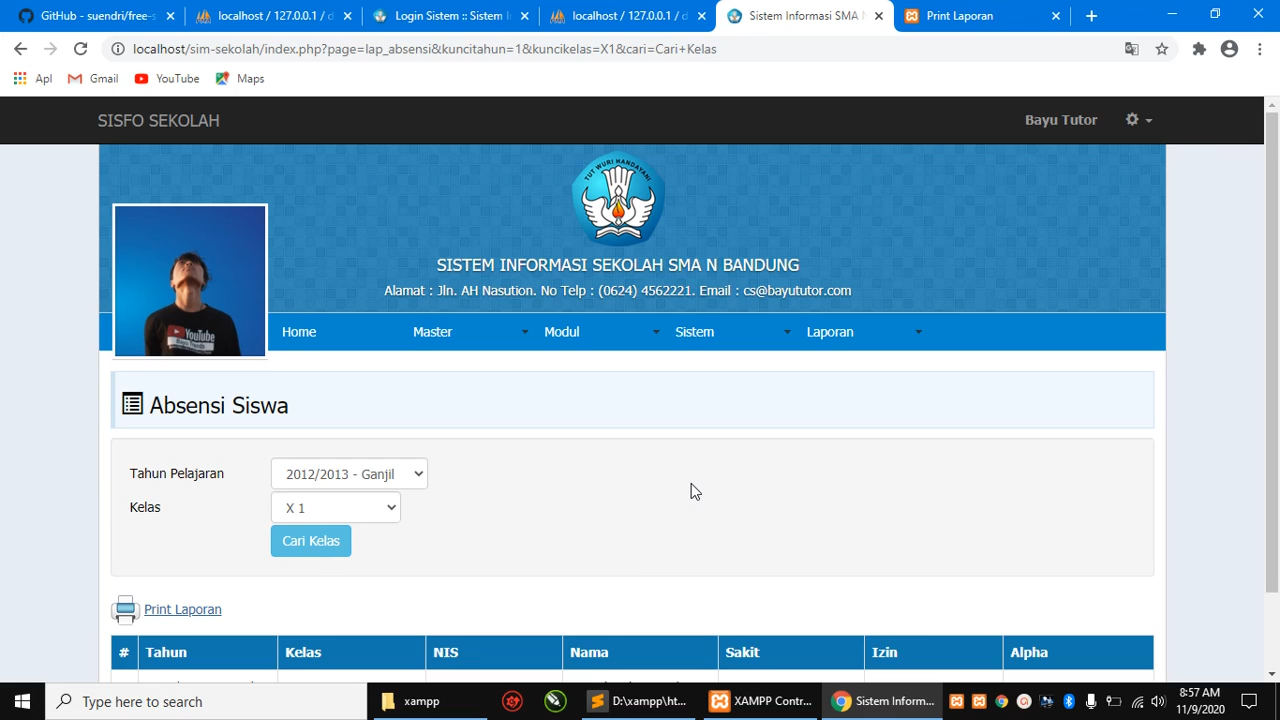 GitHub - suendri/free-s
localhost / 127.0.0.1 / d
Login Sistem :: Sistem I
localhost / 127.0.0.1 / d
Sistem Informasi SMA N
Print Laporan
localhost/sim-sekolah/index.php?page=lap_absensi&kuncitahun=1&kuncikelas=X1&cari=Cari+Kelas
Apl Gmail YouTube Maps
SISFO SEKOLAH
Bayu Tutor
TUT WURI HANDAYANI
YouTube
SISTEM INFORMASI SEKOLAH SMA N BANDUNG
Alamat : Jln. AH Nasution. No Telp : (0624) 4562221. Email : cs@bayututor.com
Home Master Modul Sistem Laporan
Absensi Siswa
Tahun Pelajaran 2012/2013 - Ganjil
Kelas X 1
Cari Kelas
Print Laporan
# Tahun Kelas NIS Nama Sakit Izin Alpha
Type here to search
xampp
D:\xampp\ht...
XAMPP Contr...
Sistem Inform...
8:57 AM
11/9/2020